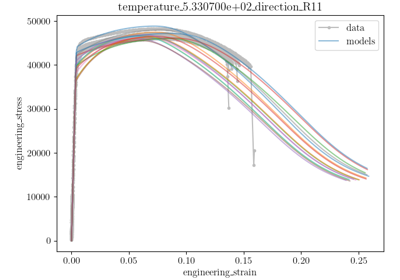 temperature_5.330700e+02_direction_R11
data
models
engineering_stress
50000
40000
30000
20000
10000
0
0.00 0.05 0.10 0.15 0.20 0.25
engineering_strain